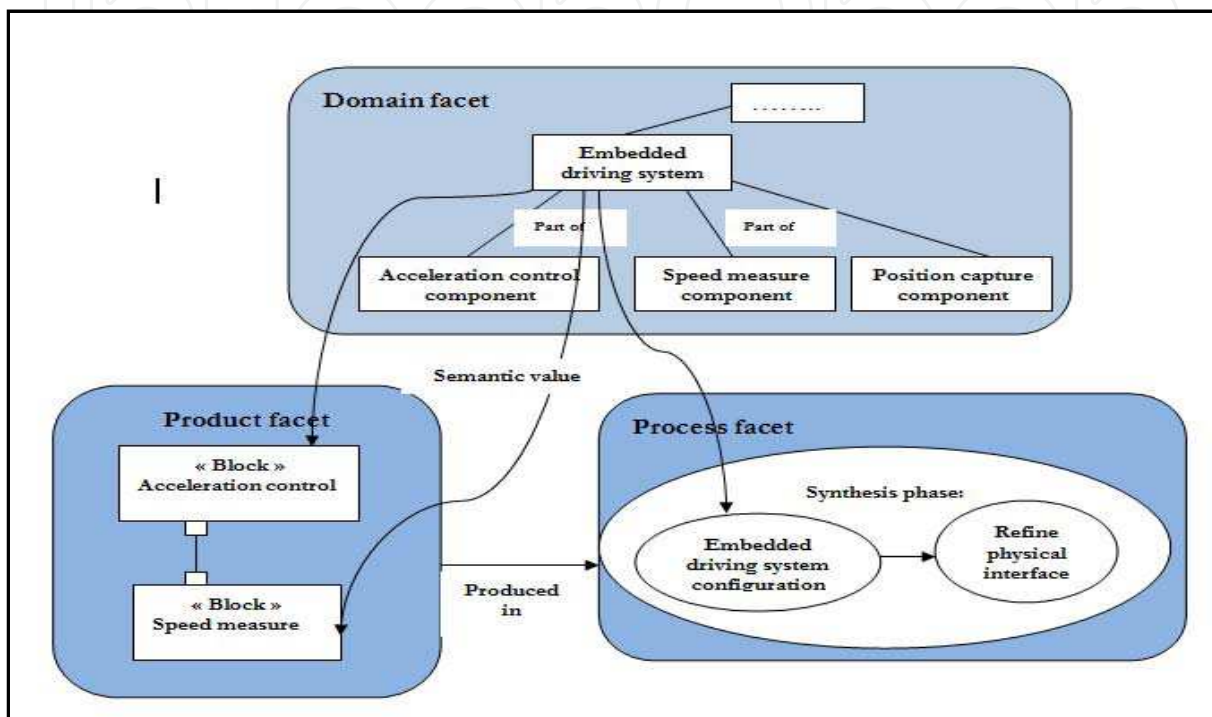 Domain facet
……..
Embedded
driving system
Part of
Part of
Acceleration control
component
Speed measure
component
Position capture
component
Semantic value
Product facet
« Block »
Acceleration control
« Block »
Speed measure
Produced
in
Process facet
Synthesis phase:
Embedded
driving system
configuration
Refine
physical
interface